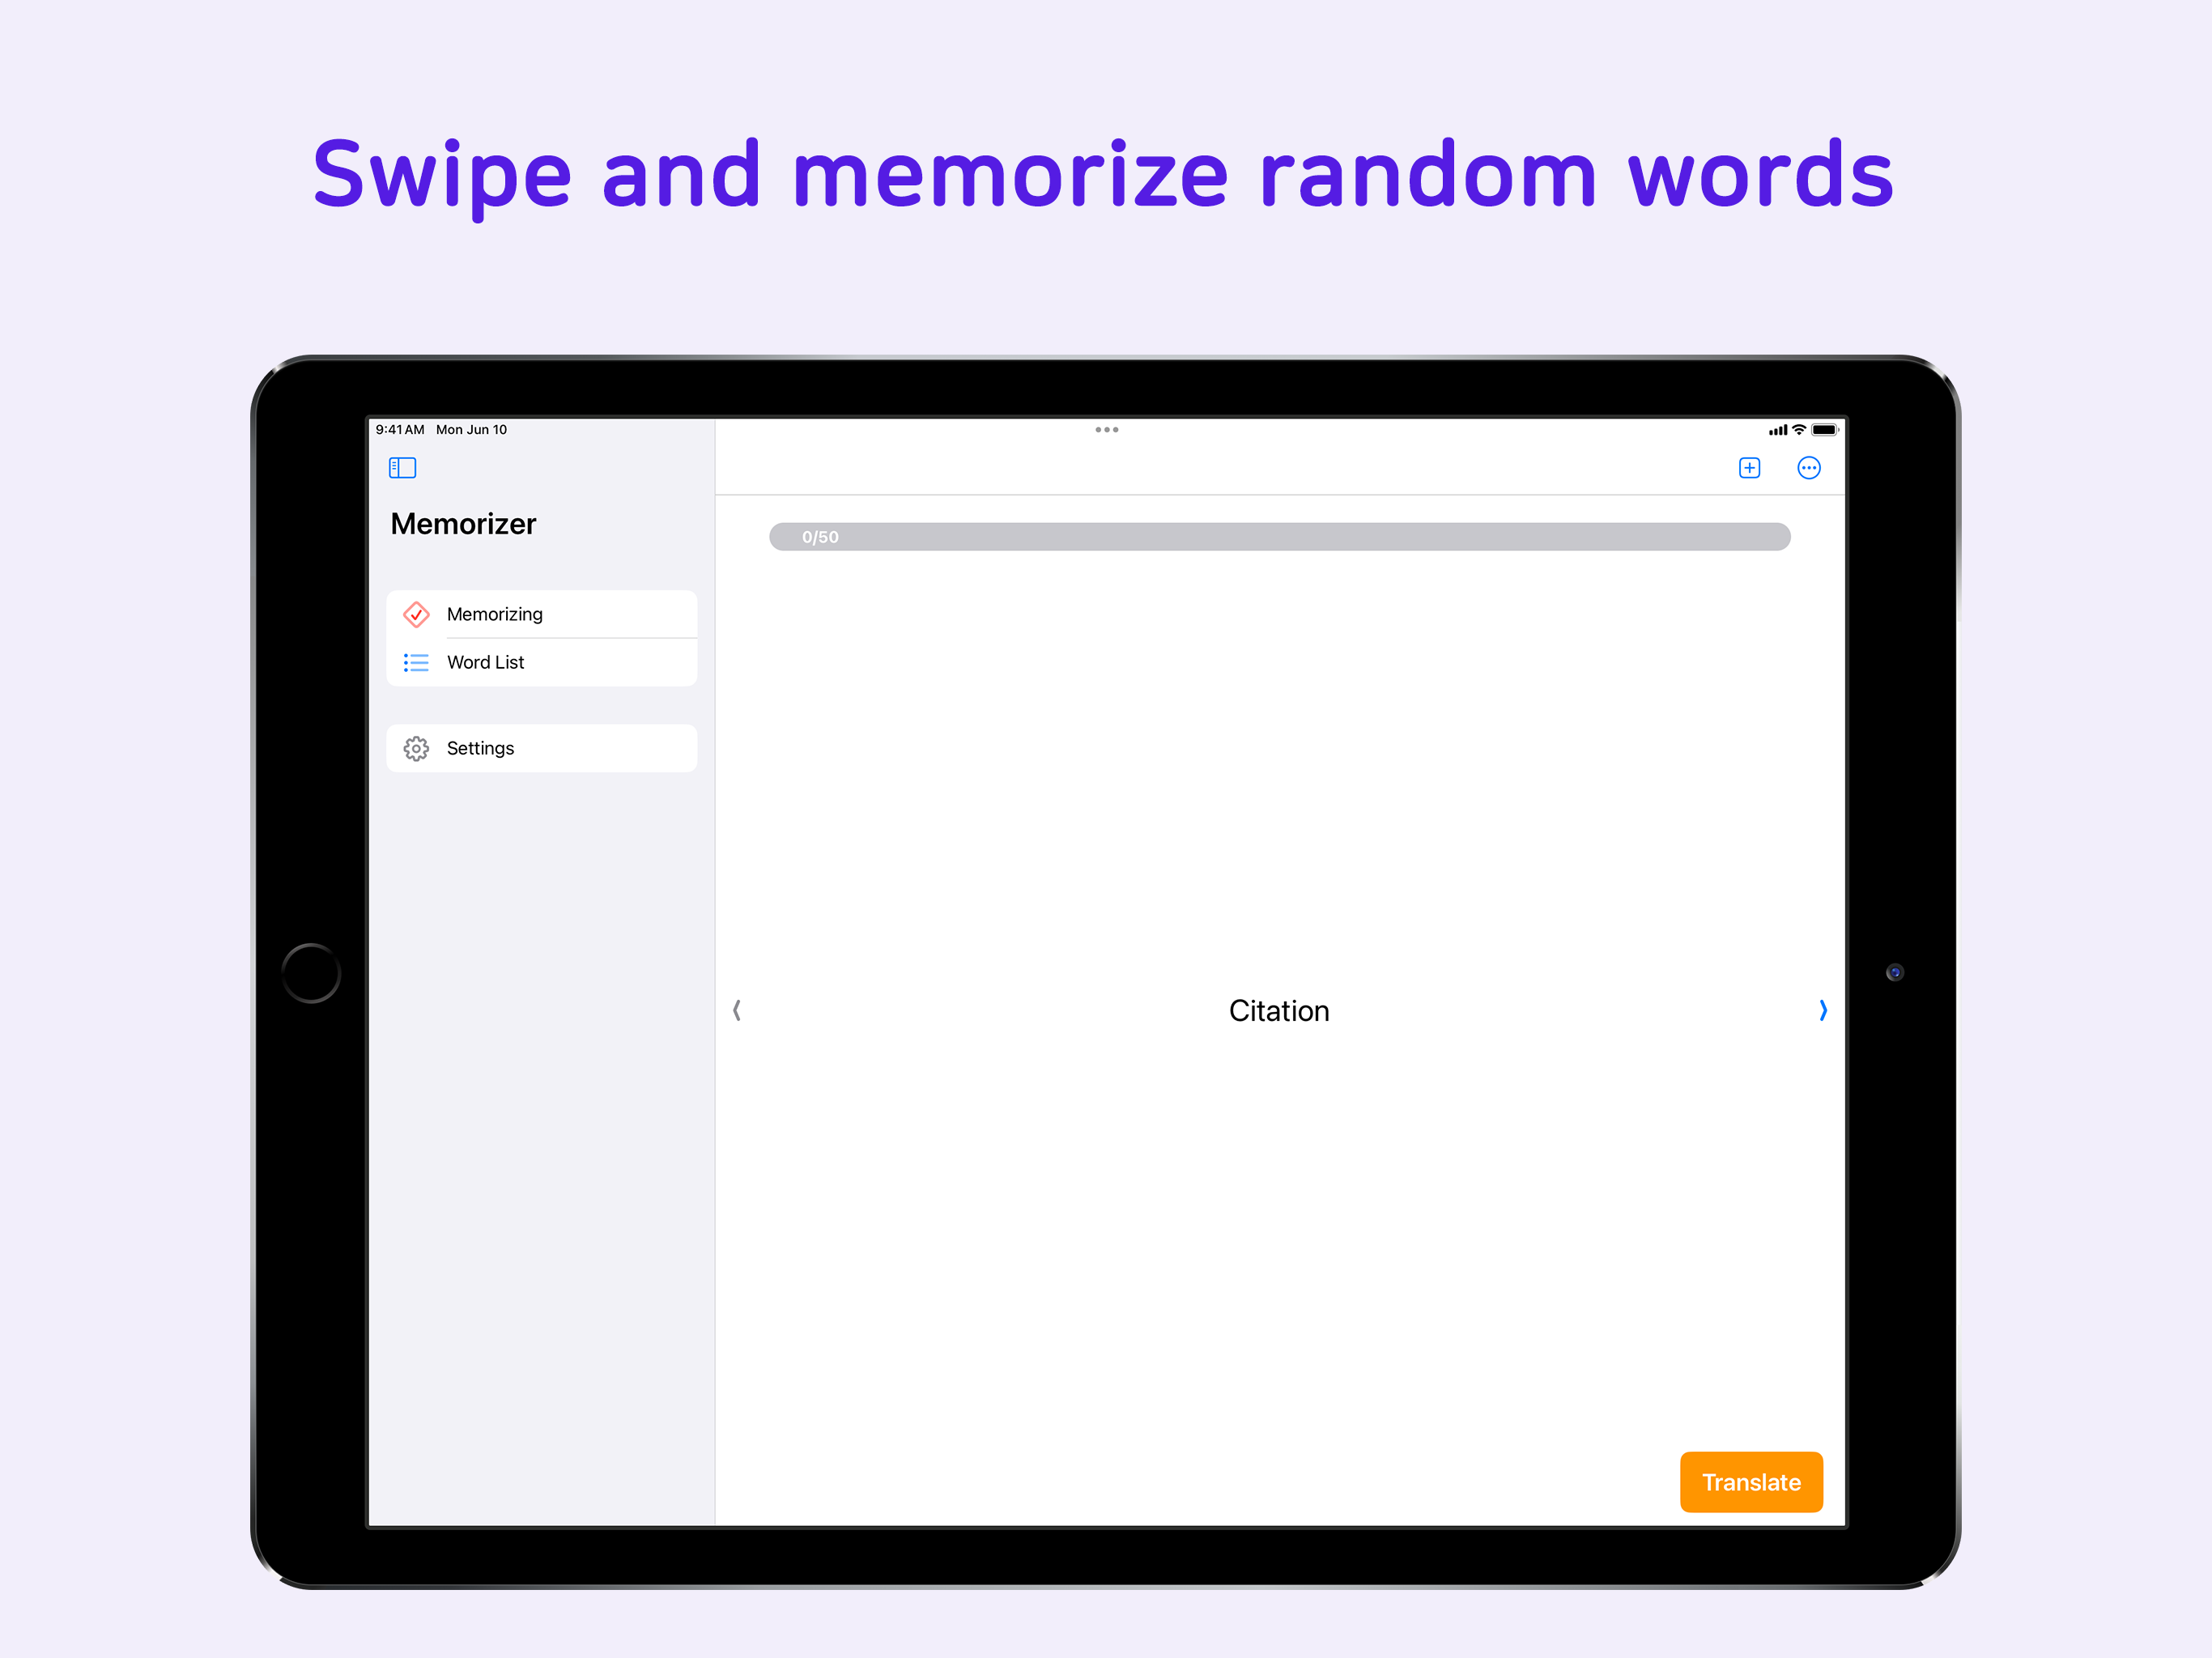 Swipe and memorize random words
9:41 AM Mon Jun 10
Memorizer
0/50
Memorizing
Word List
Settings
Citation
Translate